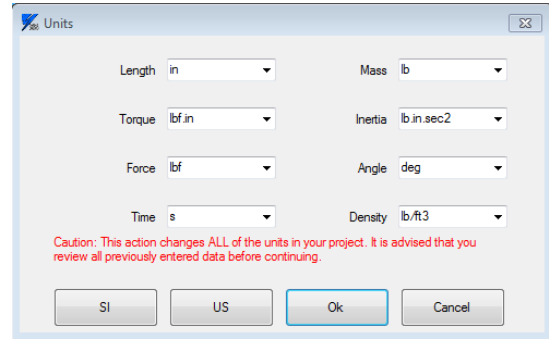 Units
Length in Mass lb
Torque lbf.in Inertia lb.in.sec2
Force lbf Angle deg
Time s Density lb/ft3
Caution: This action changes ALL of the units in your project. It is advised that you
review all previously entered data before continuing.
SI US Ok Cancel